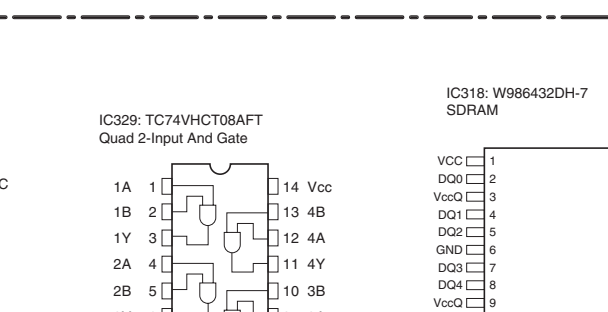 C
IC329: TC74VHCT08AFT
Quad 2-Input And Gate
1A 1 14 Vcc
1B 2 13 4B
1Y 3 12 4A
2A 4 11 4Y
2B 5 10 3B
IC318: W986432DH-7
SDRAM
VCC 1
DQ0 2
VccQ 3
DQ1 4
DQ2 5
GND 6
DQ3 7
DQ4 8
VccQ 9